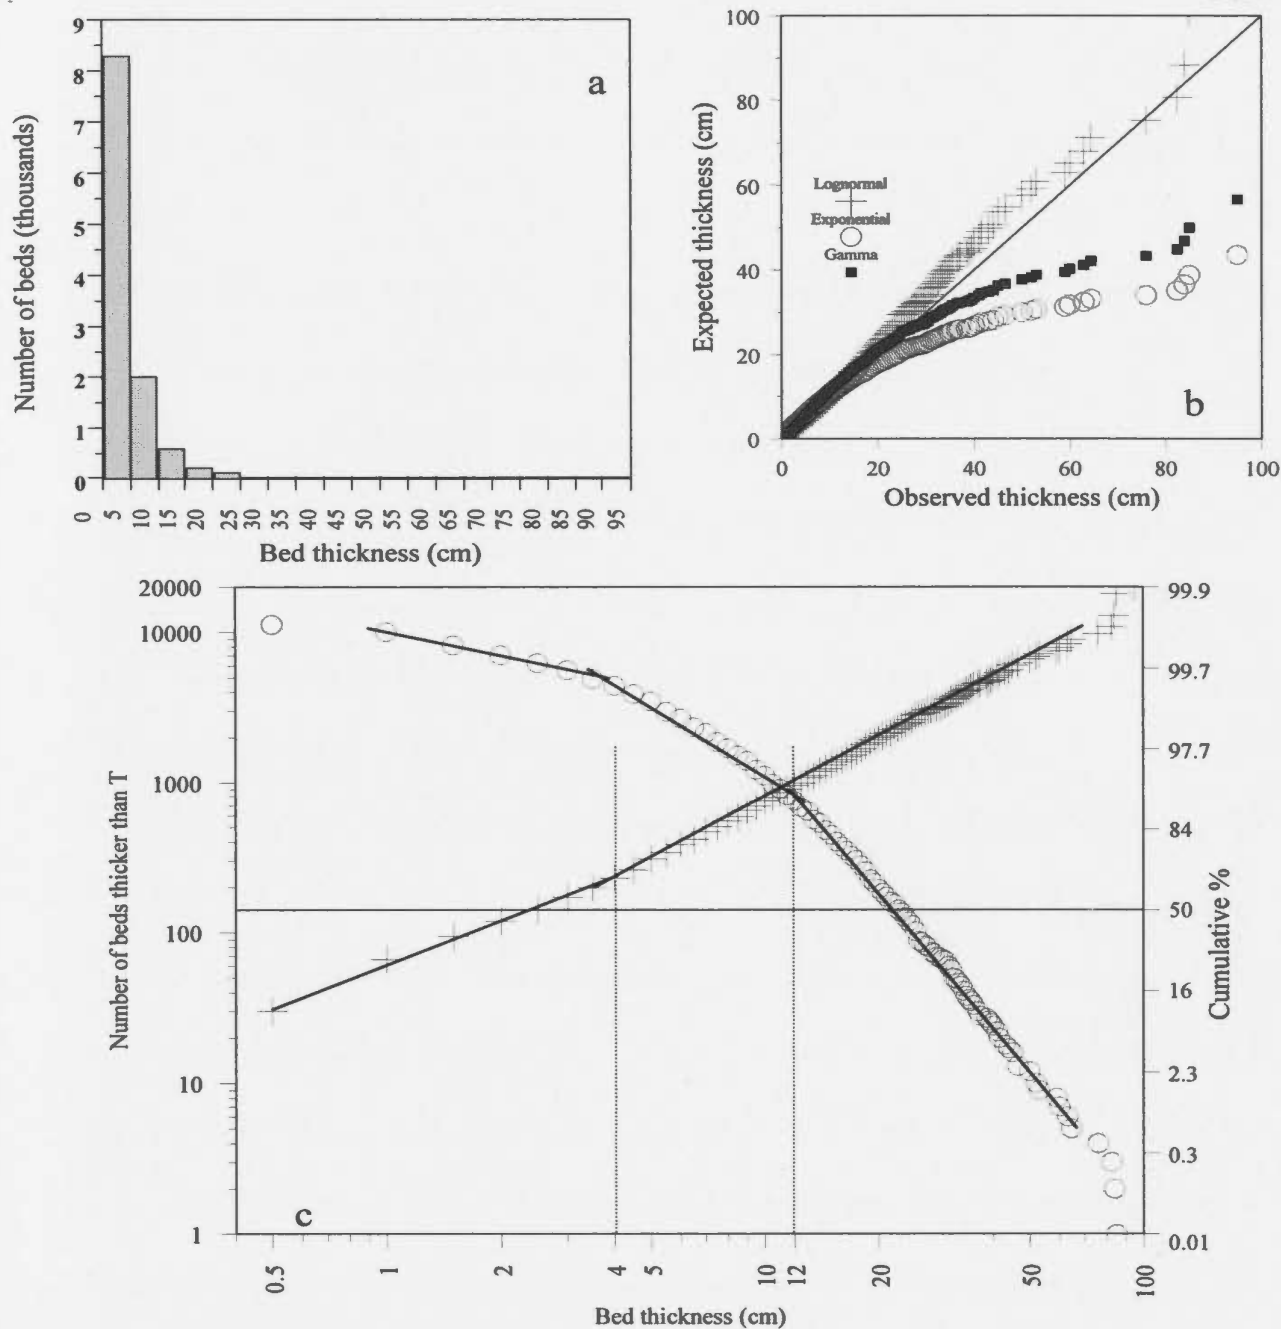 a
Number of beds (thousands)
9
8
7
6
5
4
3
2
1
0
0 5 10 15 20 25 30 35 60 65 70 75 80 85 90 95
Bed thickness (cm)
b
Expected thickness (cm)
100
80
60
40
20
0
Lognormal
Exponential
Gamma
0 20 40 60 80 100
Observed thickness (cm)
c
Number of beds thicker than T
20000
10000
1000
100
10
1
99.9
99.7
97.7
84
50
16
2.3
0.3
0.01
Cumulative %
0.5 1 2 4 5 10 12 20 50 100
Bed thickness (cm)